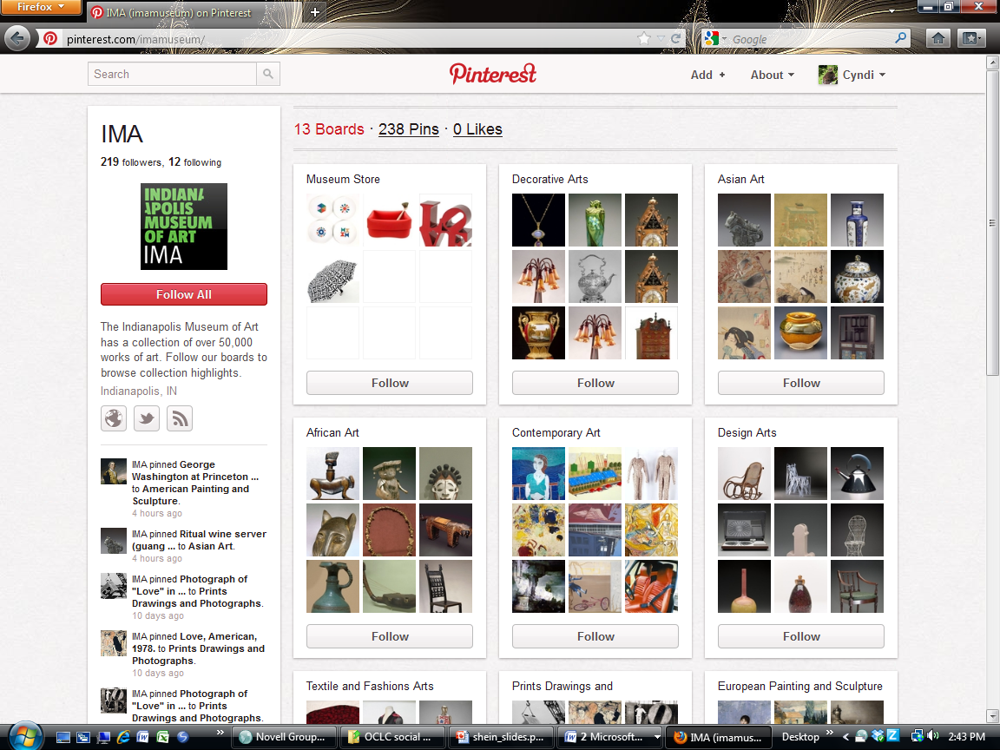 Firefox
IMA (imamuseum) on Pinterest
+
pinterest.com/imamuseum/
Google
Search
Pinterest
Add +
About
Cyndi
IMA
219 followers, 12 following
INDIANAPOLIS
MUSEUM
OF ART
IMA
Follow All
The Indianapolis Museum of Art
has a collection of over 50,000
works of art. Follow our boards to
browse collection highlights.
Indianapolis, IN
IMA pinned George
Washington at Princeton ...
to American Painting and
Sculpture.
4 hours ago
IMA pinned Ritual wine server
(guang ... to Asian Art.
4 hours ago
IMA pinned Photograph of
"Love" in ... to Prints
Drawings and Photographs.
10 days ago
IMA pinned Love, American,
1978. to Prints Drawings and
Photographs.
10 days ago
IMA pinned Photograph of
"Love" in ... to Prints
Drawings and Photographs.
13 Boards · 238 Pins · 0 Likes
Museum Store
LOVE
Follow
Decorative Arts
Follow
Asian Art
Follow
African Art
Follow
Contemporary Art
Follow
Design Arts
Follow
Textile and Fashions Arts
Prints Drawings and
European Painting and Sculpture
»
Novell Group...
OCLC social ...
shein_slides.p...
2 Microsoft...
IMA (imamus...
Desktop
»
2:43 PM